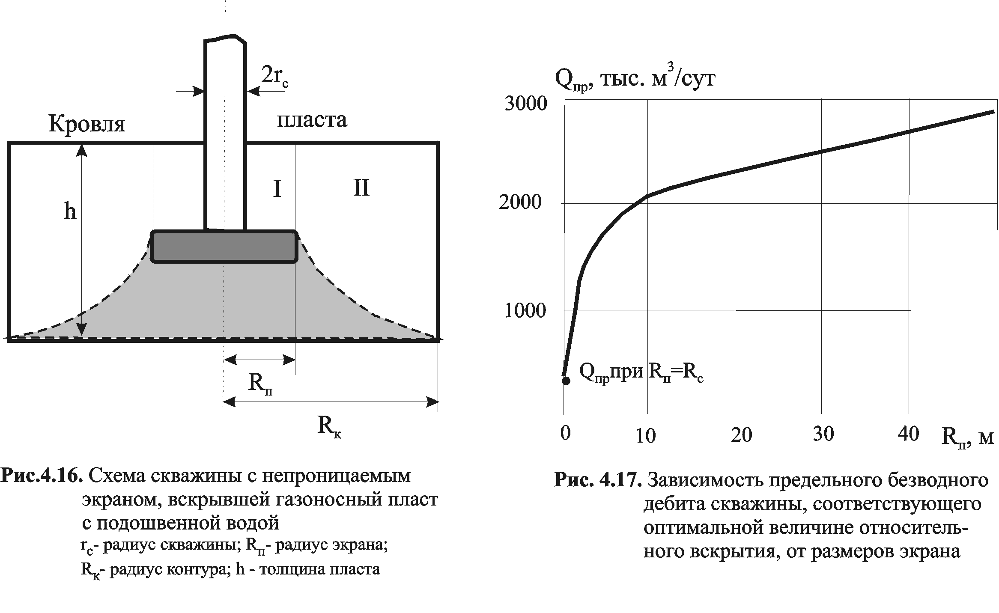 2rс
Кровля
пласта
I
II
h
Rп
Rк
Рис.4.16. Схема скважины с непроницаемым
экраном, вскрывшей газоносный пласт
с подошвенной водой
rс- радиус скважины; Rп- радиус экрана;
Rк- радиус контура; h - толщина пласта
Qпр, тыс. м³/сут
3000
2000
1000
Qпрпри Rп=Rс
0
10
20
30
40
Rп, м
Рис. 4.17. Зависимость предельного безводного
дебита скважины, соответствующего
оптимальной величине относитель-
ного вскрытия, от размеров экрана